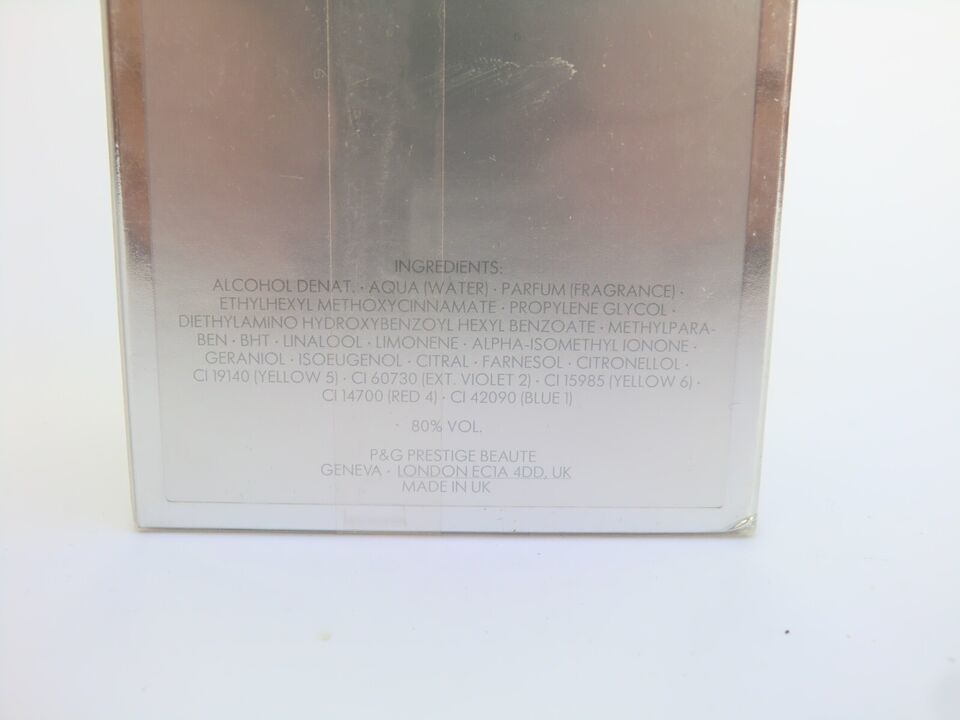 INGREDIENTS:
ALCOHOL DENAT. · AQUA (WATER) · PARFUM (FRAGRANCE) ·
ETHYLHEXYL METHOXYCINNAMATE · PROPYLENE GLYCOL ·
DIETHYLAMINO HYDROXYBENZOYL HEXYL BENZOATE · METHYLPARA-
BEN · BHT · LINALOOL · LIMONENE · ALPHA-ISOMETHYL IONONE ·
GERANIOL · ISOEUGENOL · CITRAL · FARNESOL · CITRONELLOL ·
CI 19140 (YELLOW 5) · CI 60730 (EXT. VIOLET 2) · CI 15985 (YELLOW 6) ·
CI 14700 (RED 4) · CI 42090 (BLUE 1)
80% VOL.
P&G PRESTIGE BEAUTE
GENEVA · LONDON EC1A 4DD, UK
MADE IN UK